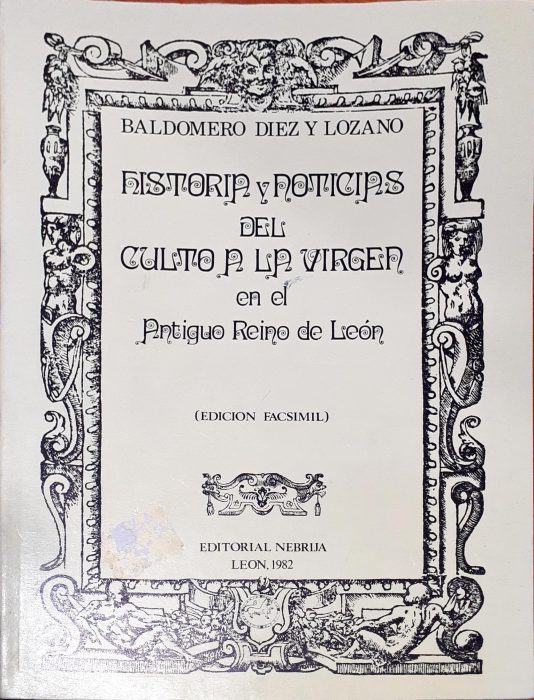 BALDOMERO DIEZ Y LOZANO
HISTORIA y NOTICIAS
DEL
CULTO A LA VIRGEN
en el
Antiguo Reino de León
(EDICION FACSIMIL)
EDITORIAL NEBRIJA
LEON, 1982